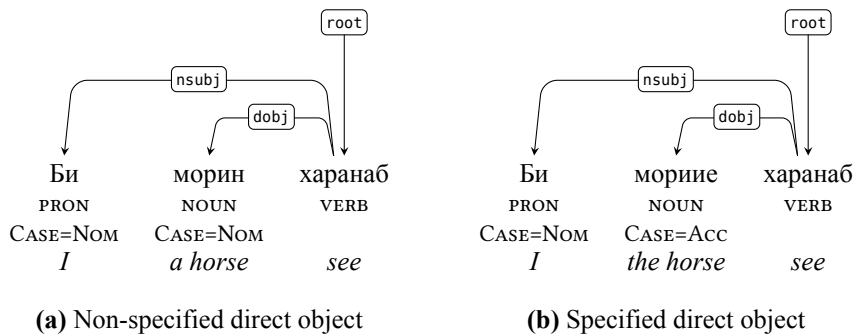 root root
nsubj nsubj
dobj dobj
Би морин харанаб Би мориие харанаб
PRON NOUN VERB PRON NOUN VERB
CASE=NOM CASE=NOM CASE=NOM CASE=ACC
I a horse see I the horse see
(a) Non-specified direct object (b) Specified direct object